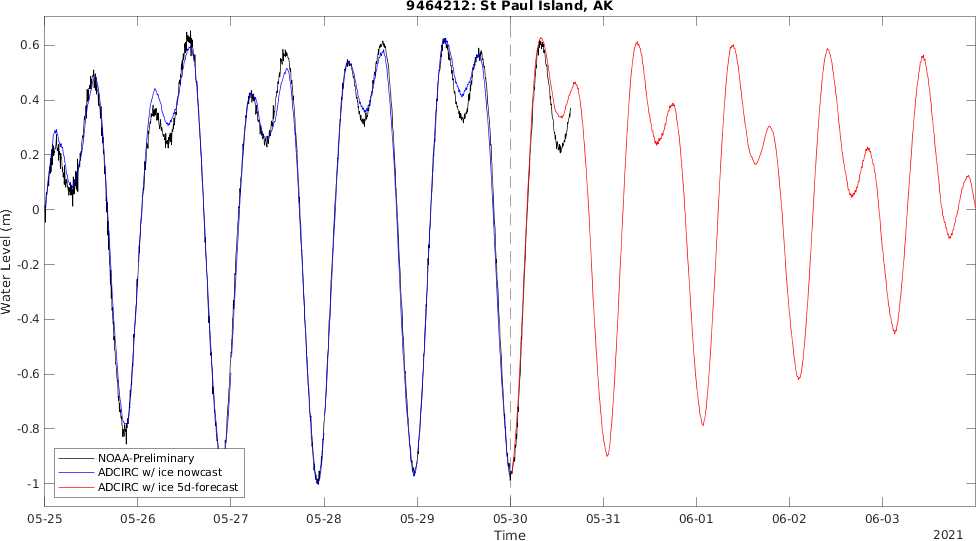 9464212: St Paul Island, AK
Water Level (m)
0.6
0.4
0.2
0
-0.2
-0.4
-0.6
-0.8
-1
NOAA-Preliminary
ADCIRC w/ ice nowcast
ADCIRC w/ ice 5d-forecast
05-25 05-26 05-27 05-28 05-29 05-30 05-31 06-01 06-02 06-03
Time
2021